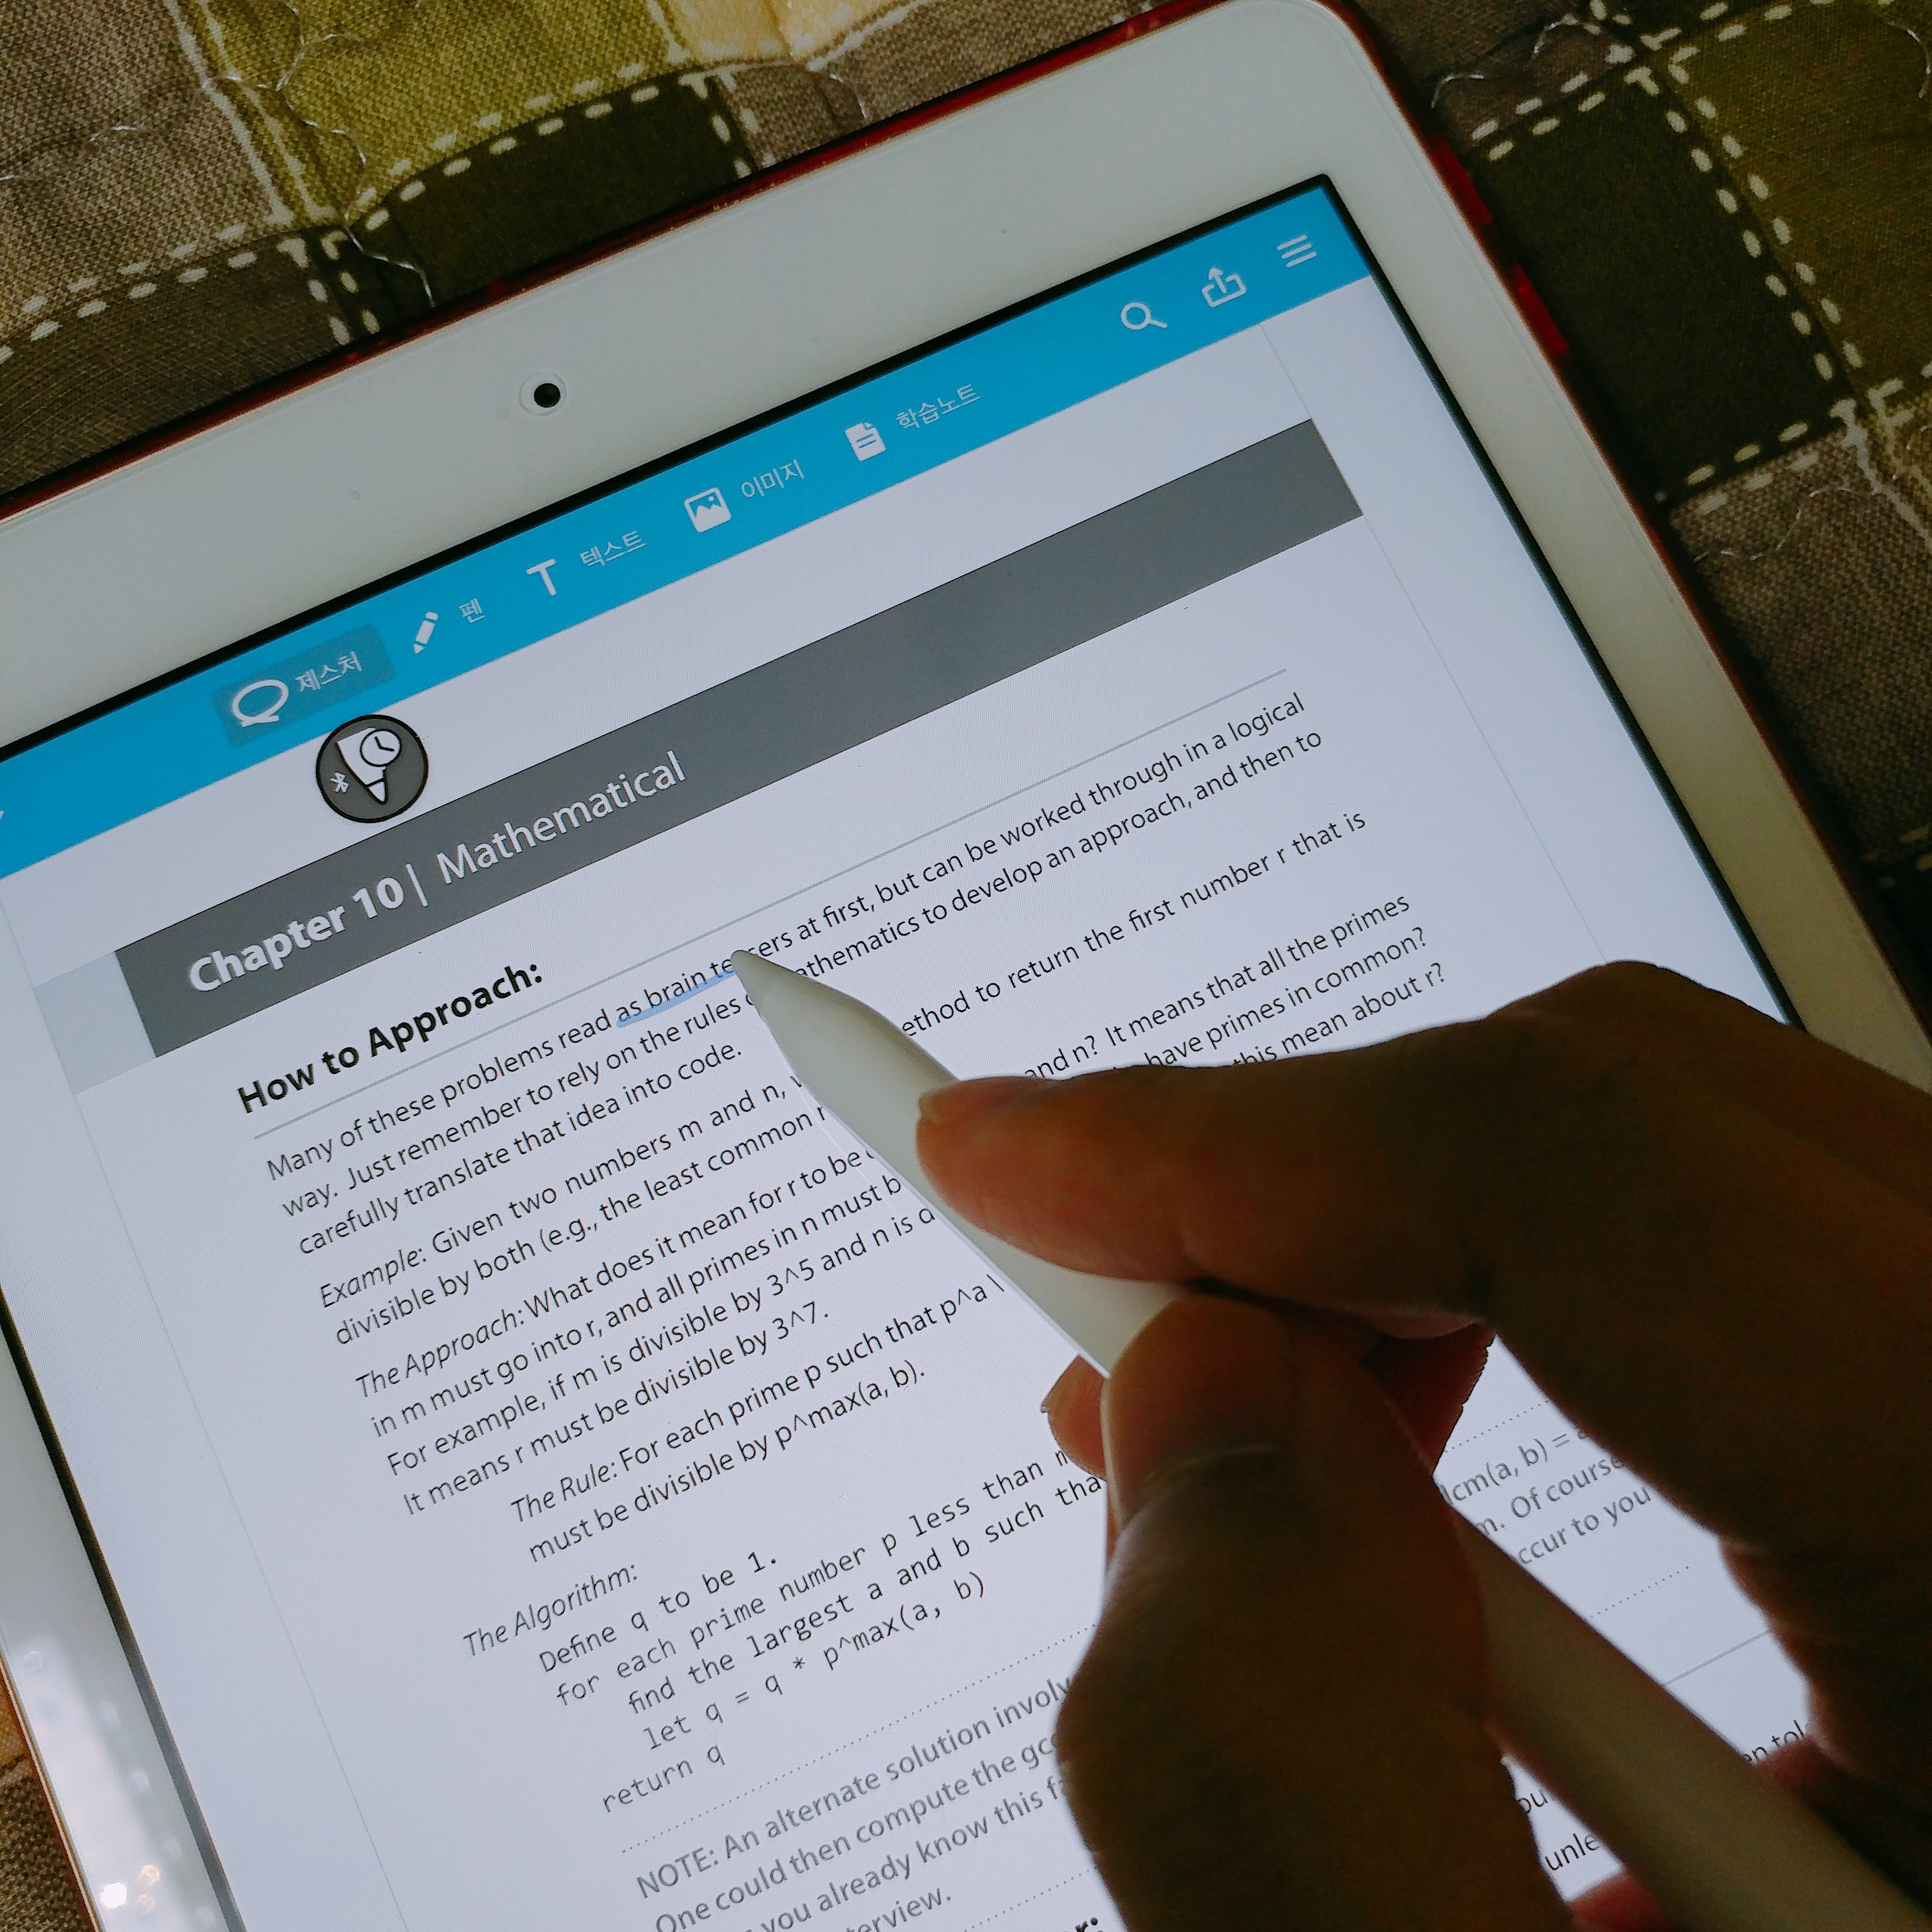 제스처
펜
텍스트
이미지
학습노트
Chapter 10 | Mathematical
How to Approach:
Many of these problems read as brain teasers at first, but can be worked through in a logical
way. Just remember to rely on the rules mathematics to develop an approach, and then to
carefully translate that idea into code.
Example: Given two numbers m and n, method to return the first number r that is
divisible by both (e.g., the least common
The Approach: What does it mean for r to be and n? It means that all the primes
in m must go into r, and all primes in n must have primes in common?
For example, if m is divisible by 3^5 and n is this mean about r?
It means r must be divisible by 3^7.
The Rule: For each prime p such that p^a \
must be divisible by p^max(a, b).
The Algorithm:
Define q to be 1.
for each prime number p less than
find the largest a and b such that
let q = q * p^max(a, b)
return q
NOTE: An alternate solution lcm(a, b) =
One could then compute the Of course
you already know this occur to you